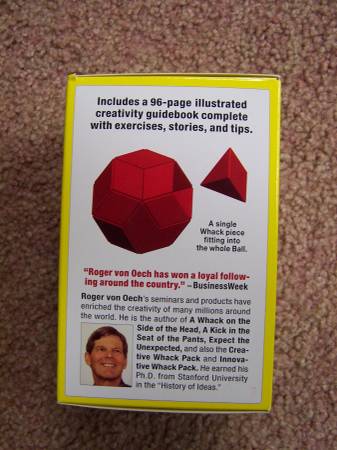 Includes a 96-page illustrated
creativity guidebook complete
with exercises, stories, and tips.
A single
Whack piece
fitting into
the whole Ball.
"Roger von Oech has won a loyal follow-
ing around the country." – BusinessWeek
Roger von Oech's seminars and products have
enriched the creativity of many millions around
the world. He is the author of A Whack on the
Side of the Head, A Kick in the
Seat of the Pants, Expect the
Unexpected, and also the Crea-
tive Whack Pack and Innova-
tive Whack Pack. He earned his
Ph.D. from Stanford University
in the "History of Ideas."